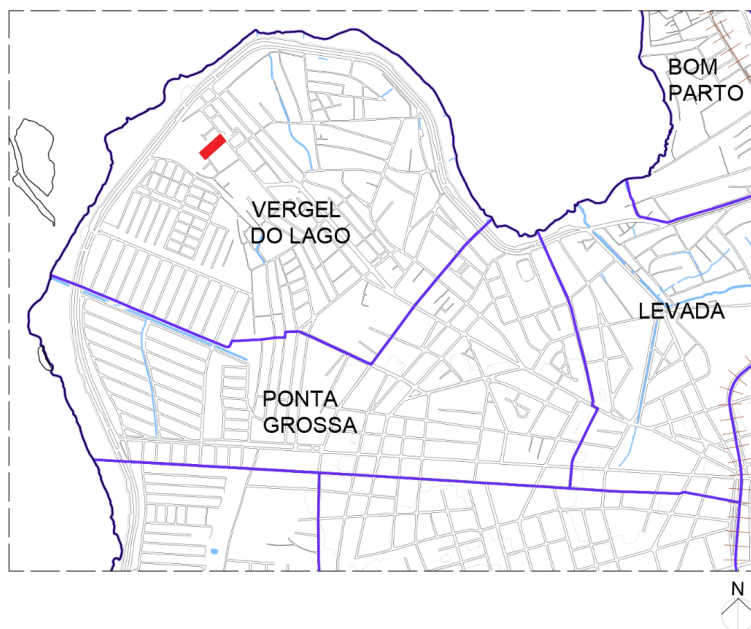 BOM
PARTO
VERGEL
DO LAGO
LEVADA
PONTA
GROSSA
N